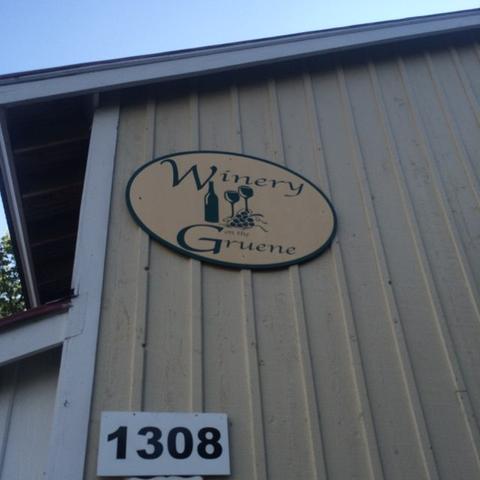 Winery
on the
Gruene
1308